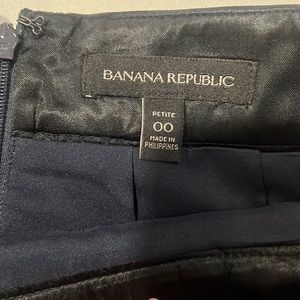 BANANA REPUBLIC
PETITE
00
MADE IN
PHILIPPINES